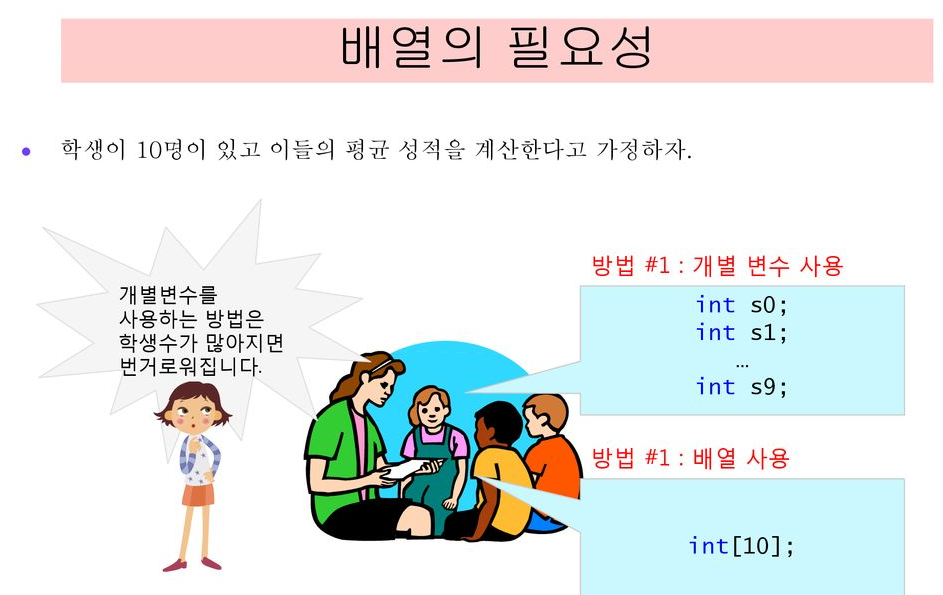 배열의 필요성
• 학생이 10명이 있고 이들의 평균 성적을 계산한다고 가정하자.
개별변수를
사용하는 방법은
학생수가 많아지면
번거로워집니다.
방법 #1 : 개별 변수 사용
int s0;
int s1;
…
int s9;
방법 #1 : 배열 사용
int[10];